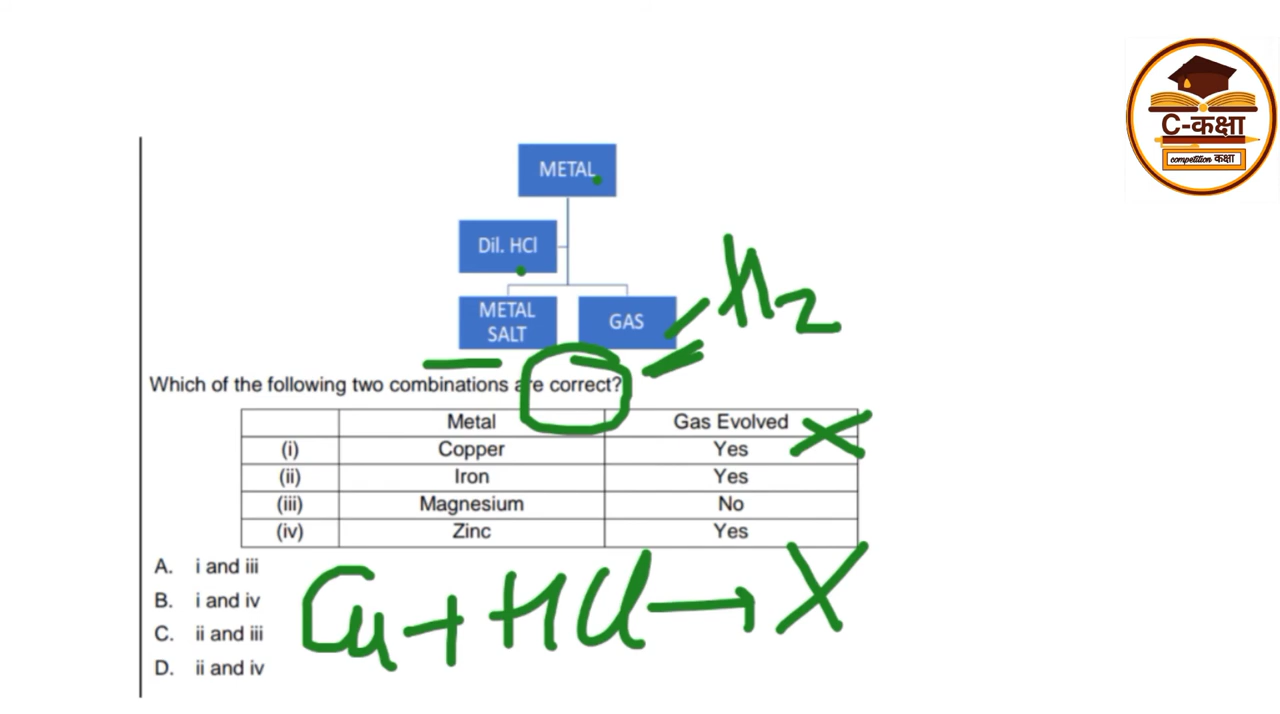 C-कक्षा
competition कक्षा
METAL
Dil. HCl
METAL
SALT
GAS
H2
Which of the following two combinations are correct?
Metal Gas Evolved X
(i) Copper Yes
(ii) Iron Yes
(iii) Magnesium No
(iv) Zinc Yes
A. i and iii
B. i and iv
C. ii and iii
D. ii and iv
Cu + HCl → X